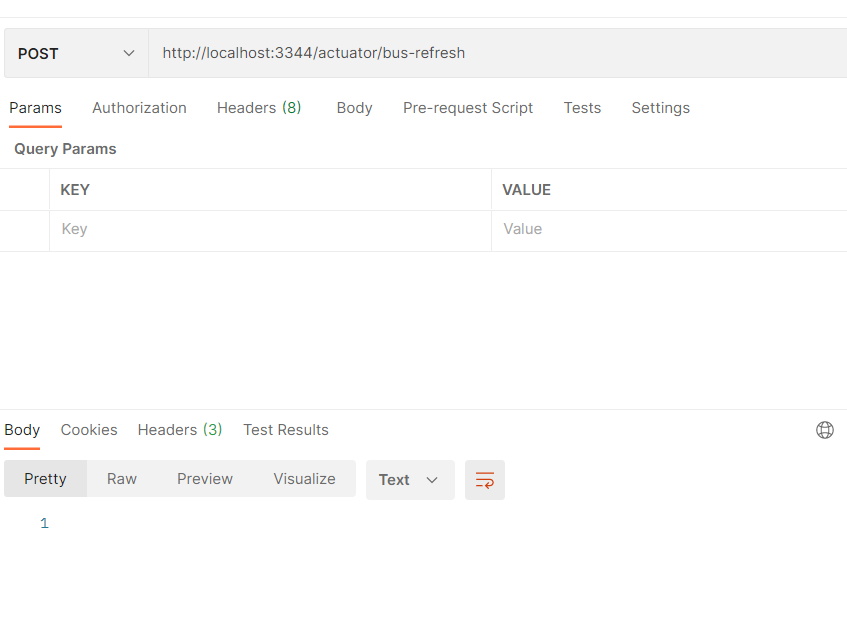 POST http://localhost:3344/actuator/bus-refresh
Params Authorization Headers (8) Body Pre-request Script Tests Settings
Query Params
KEY VALUE
Key Value
Body Cookies Headers (3) Test Results
Pretty Raw Preview Visualize Text
1